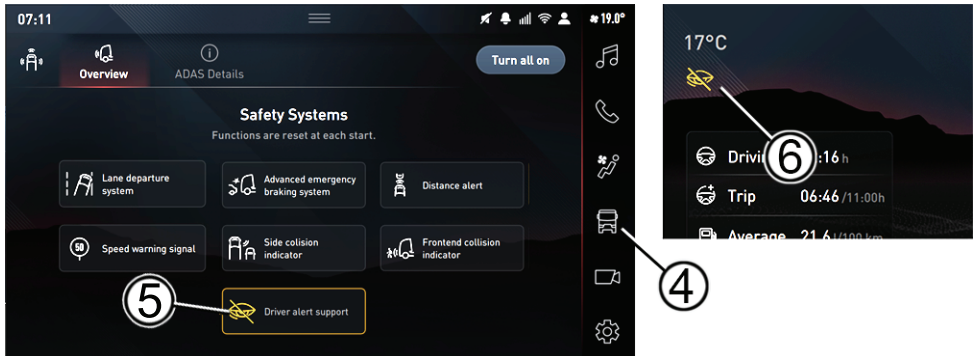 07:11
19.0°
Overview
ADAS Details
Turn all on
Safety Systems
Functions are reset at each start.
Lane departure
system
Advanced emergency
braking system
Distance alert
50
Speed warning signal
Side colision
indicator
Frontend collision
indicator
Driver alert support
5
4
17°C
6
:16 h
Trip 06:46 /11:00h
Average 21.6 l/100 km